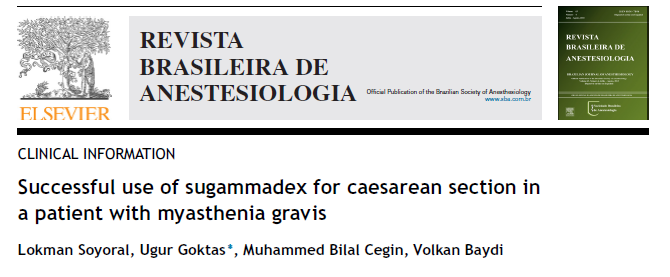 REVISTA
BRASILEIRA DE
ANESTESIOLOGIA
Official Publication of the Brazilian Society of Anesthesiology
www.sba.com.br
ELSEVIER
REVISTA
BRASILEIRA DE
ANESTESIOLOGIA
CLINICAL INFORMATION
Successful use of sugammadex for caesarean section in
a patient with myasthenia gravis
Lokman Soyoral, Ugur Goktas*, Muhammed Bilal Cegin, Volkan Baydi